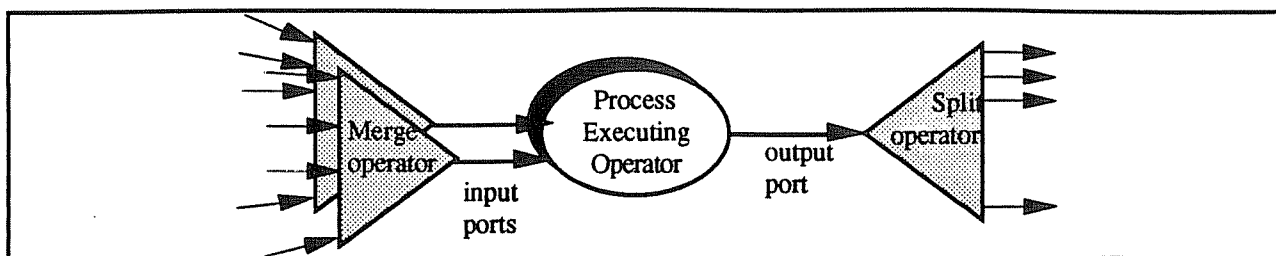 Merge
operator
input
ports
Process
Executing
Operator
output
port
Split
operator